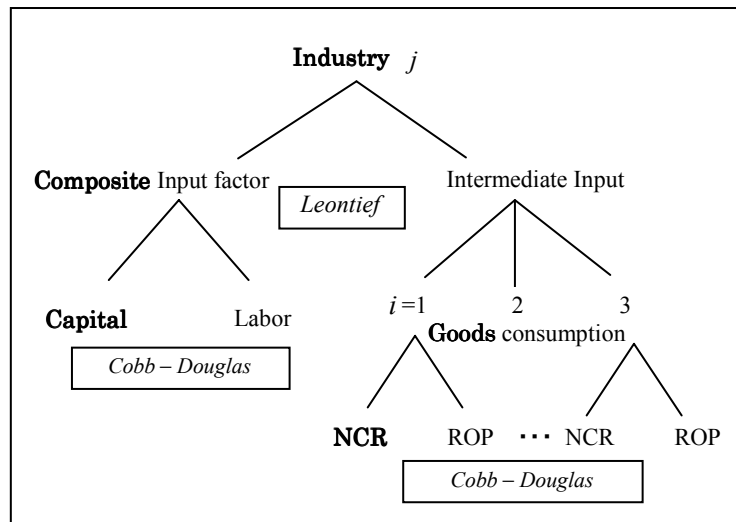 Industry j
Composite Input factor
Intermediate Input
Leontief
i =1 2 3
Capital Labor
Goods consumption
Cobb – Douglas
NCR ROP ··· NCR ROP
Cobb – Douglas